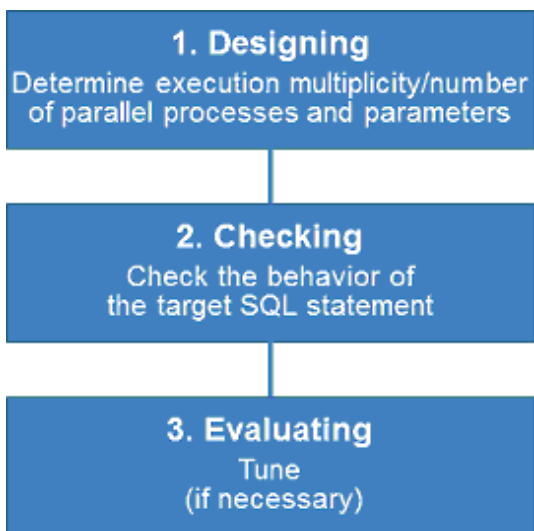 1. Designing
Determine execution multiplicity/number
of parallel processes and parameters
2. Checking
Check the behavior of
the target SQL statement
3. Evaluating
Tune
(if necessary)